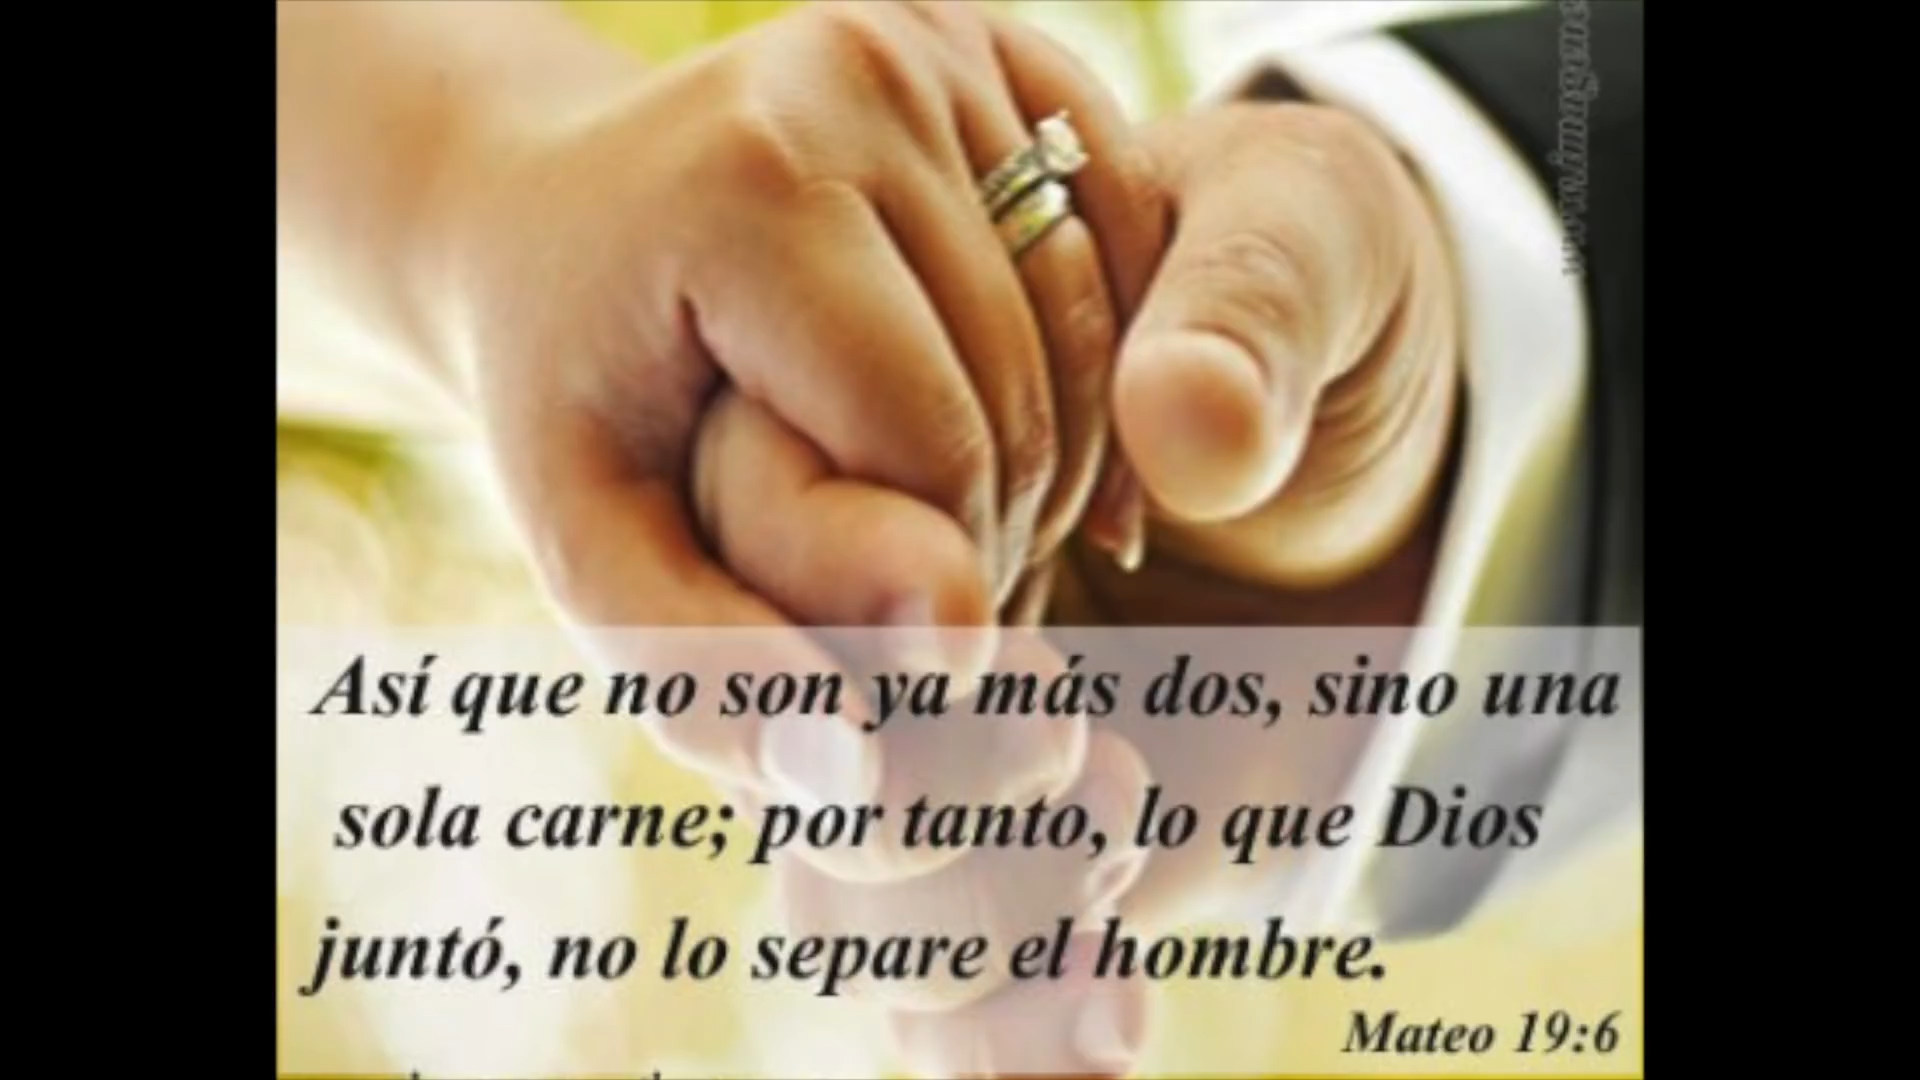 Así que no son ya más dos, sino una
sola carne; por tanto, lo que Dios
juntó, no lo separe el hombre.
Mateo 19:6